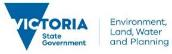 VICTORIA
State
Government
Environment,
Land, Water
and Planning